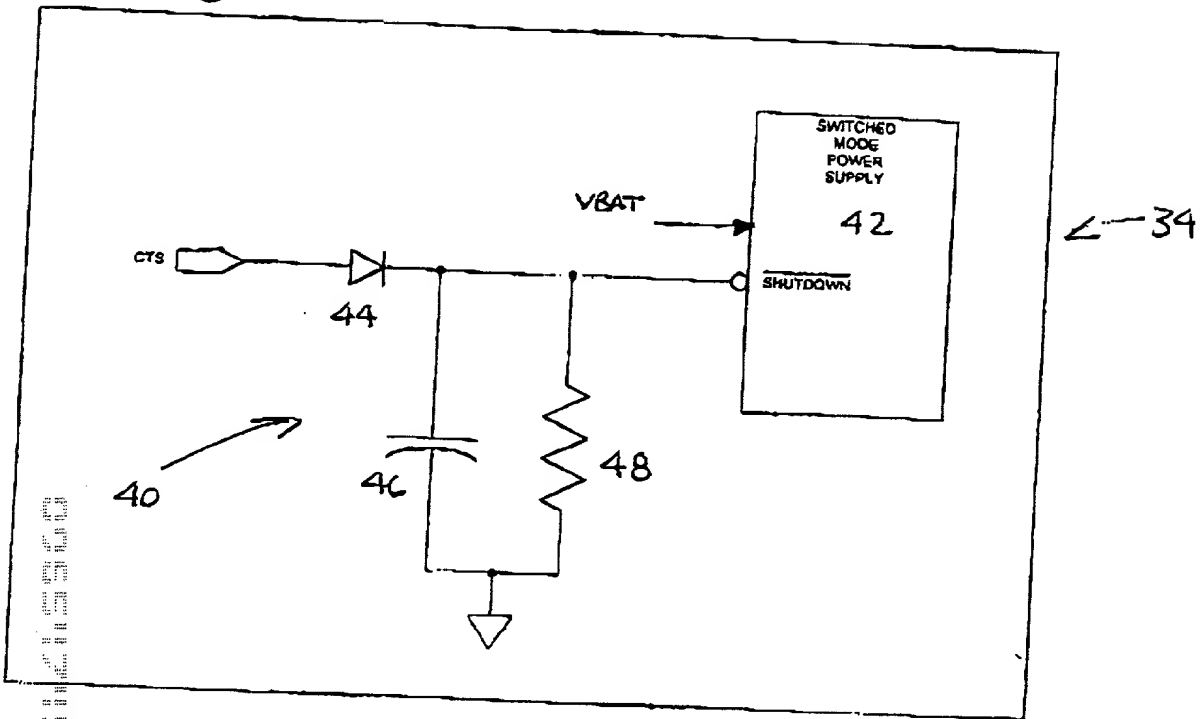 SWITCHED
MODE
POWER
SUPPLY
VBAT
42
34
CTS
SHUTDOWN
44
40
46
48